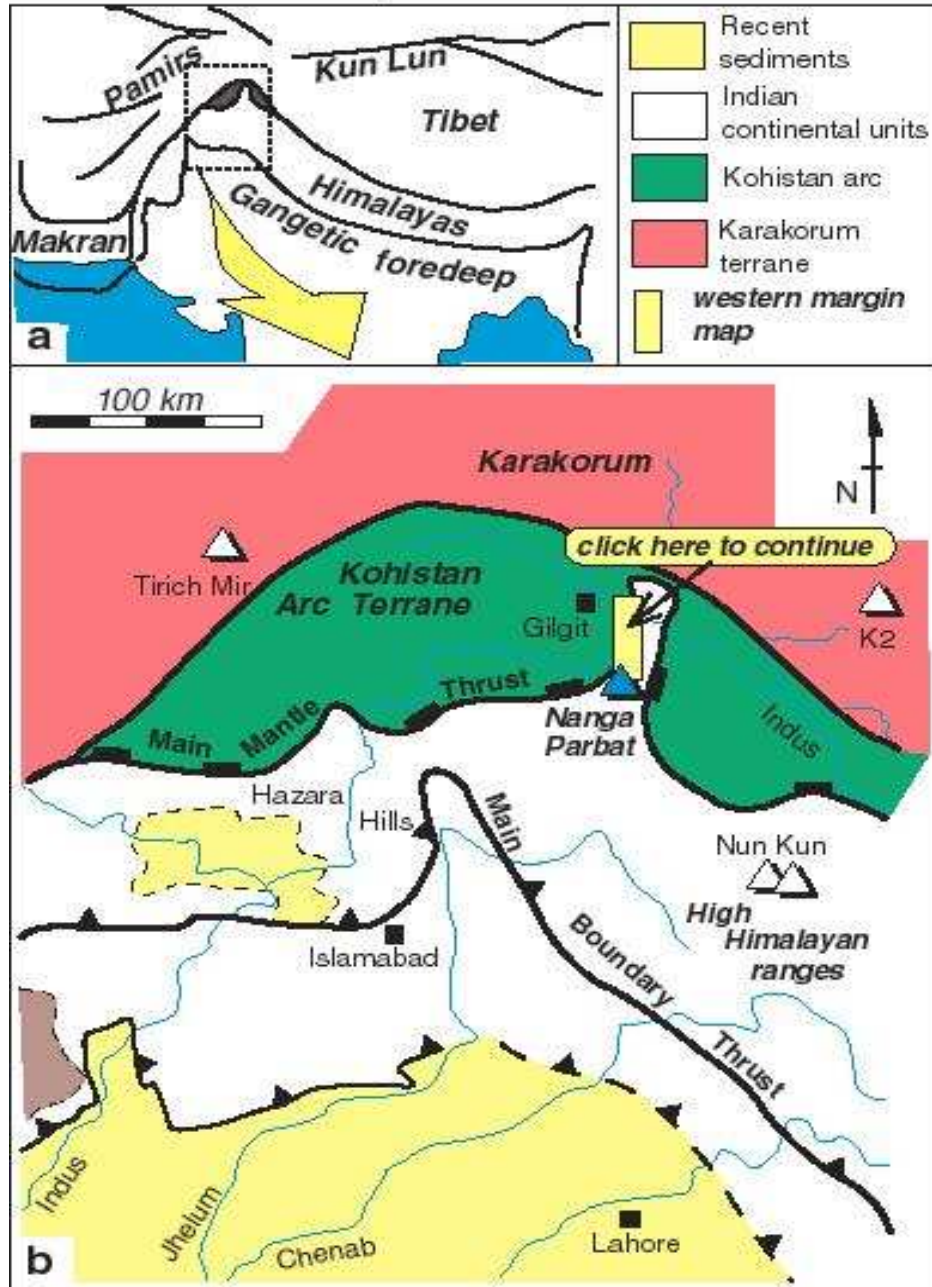 Pamirs
Kun Lun
Tibet
Himalayas
Gangetic foredeep
Makran
a
Recent
sediments
Indian
continental units
Kohistan arc
Karakorum
terrane
western margin
map
100 km
Karakorum
N
click here to continue
Tirich Mir
Kohistan
Arc Terrane
Gilgit
K2
Main Mantle Thrust
Nanga
Parbat
Indus
Hazara
Hills
Main Boundary Thrust
Nun Kun
High
Himalayan
ranges
Islamabad
Indus
Jhelum
Chenab
Lahore
b